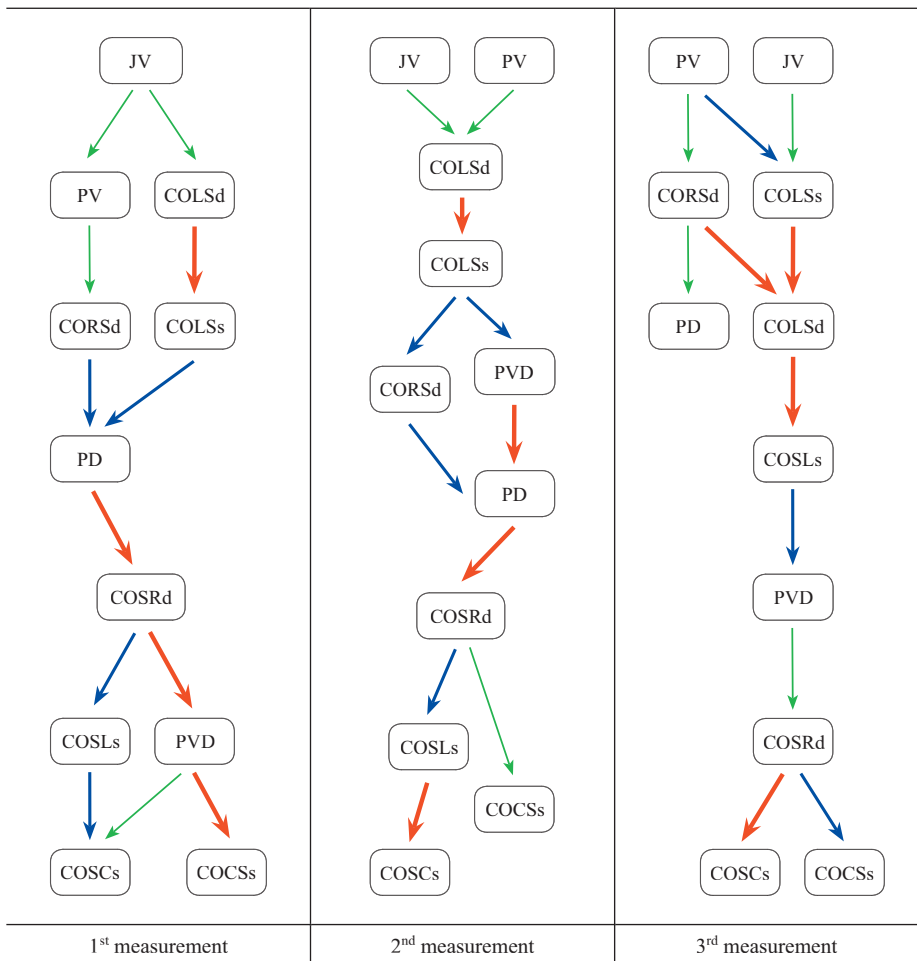 JV
PV COLSd
CORSd COLSs
PD
COSRd
COSLs PVD
COSCs COCSs
1st measurement
JV PV
COLSd
COLSs
CORSd PVD
PD
COSRd
COSLs
COCSs
COSCs
2nd measurement
PV JV
CORSd COLSs
PD COLSd
COSLs
PVD
COSRd
COSCs COCSs
3rd measurement